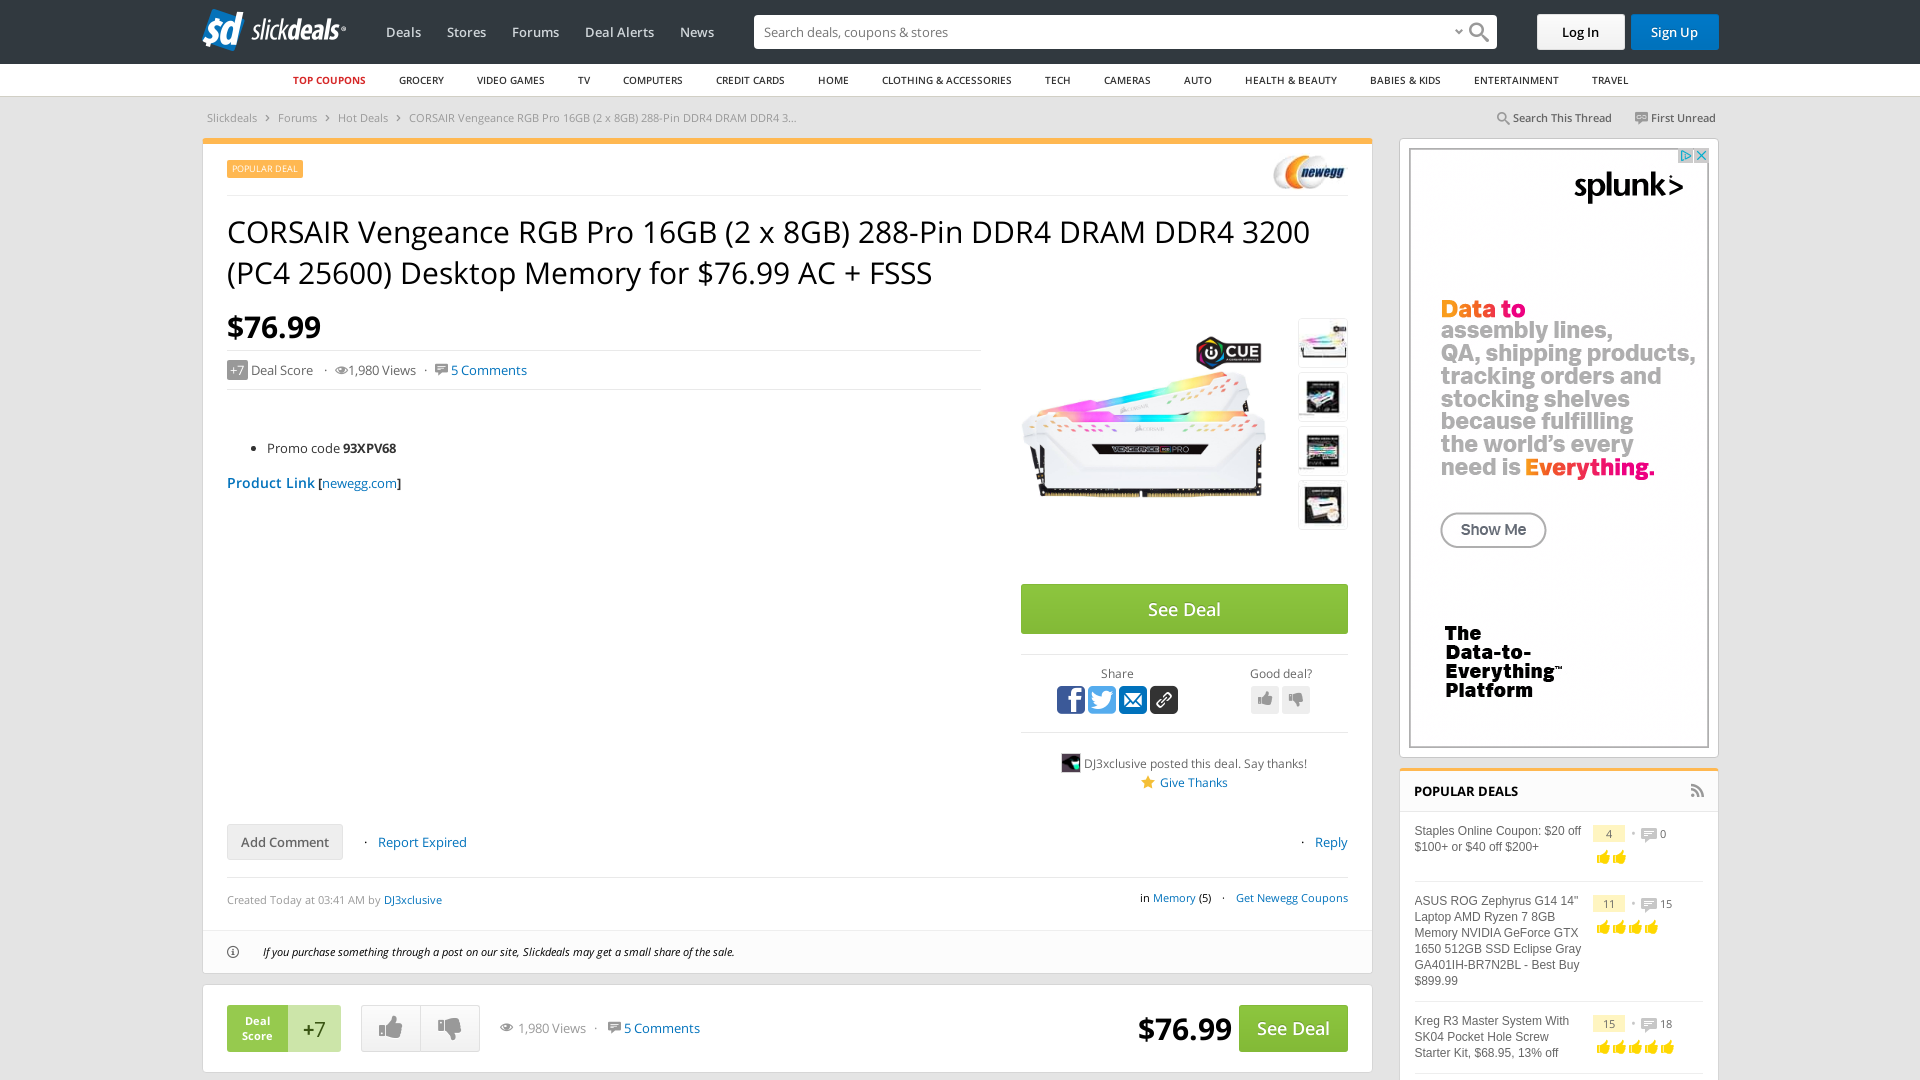 sd slickdeals
Deals Stores Forums Deal Alerts News
Search deals, coupons & stores
Log In Sign Up
TOP COUPONS GROCERY VIDEO GAMES TV COMPUTERS CREDIT CARDS HOME CLOTHING & ACCESSORIES TECH CAMERAS AUTO HEALTH & BEAUTY BABIES & KIDS ENTERTAINMENT TRAVEL
Slickdeals › Forums › Hot Deals › CORSAIR Vengeance RGB Pro 16GB (2 x 8GB) 288-Pin DDR4 DRAM DDR4 3...
Search This Thread First Unread
POPULAR DEAL
newegg
CORSAIR Vengeance RGB Pro 16GB (2 x 8GB) 288-Pin DDR4 DRAM DDR4 3200
(PC4 25600) Desktop Memory for $76.99 AC + FSSS
$76.99
+7 Deal Score · 1,980 Views · 5 Comments
• Promo code 93XPV68
Product Link [newegg.com]
CUE
VENGEANCE PRO
See Deal
Share
Good deal?
DJ3xclusive posted this deal. Say thanks!
Give Thanks
Add Comment · Report Expired
· Reply
Created Today at 03:41 AM by DJ3xclusive
in Memory (5) · Get Newegg Coupons
If you purchase something through a post on our site, Slickdeals may get a small share of the sale.
Deal
Score
+7
1,980 Views · 5 Comments
$76.99 See Deal
splunk>
Data to
assembly lines,
QA, shipping products,
tracking orders and
stocking shelves
because fulfilling
the world's every
need is Everything.
Show Me
The
Data-to-
Everything™
Platform
POPULAR DEALS
Staples Online Coupon: $20 off
$100+ or $40 off $200+
4 • 0
ASUS ROG Zephyrus G14 14"
Laptop AMD Ryzen 7 8GB
Memory NVIDIA GeForce GTX
1650 512GB SSD Eclipse Gray
GA401IH-BR7N2BL - Best Buy
$899.99
11 • 15
Kreg R3 Master System With
SK04 Pocket Hole Screw
Starter Kit, $68.95, 13% off
15 • 18